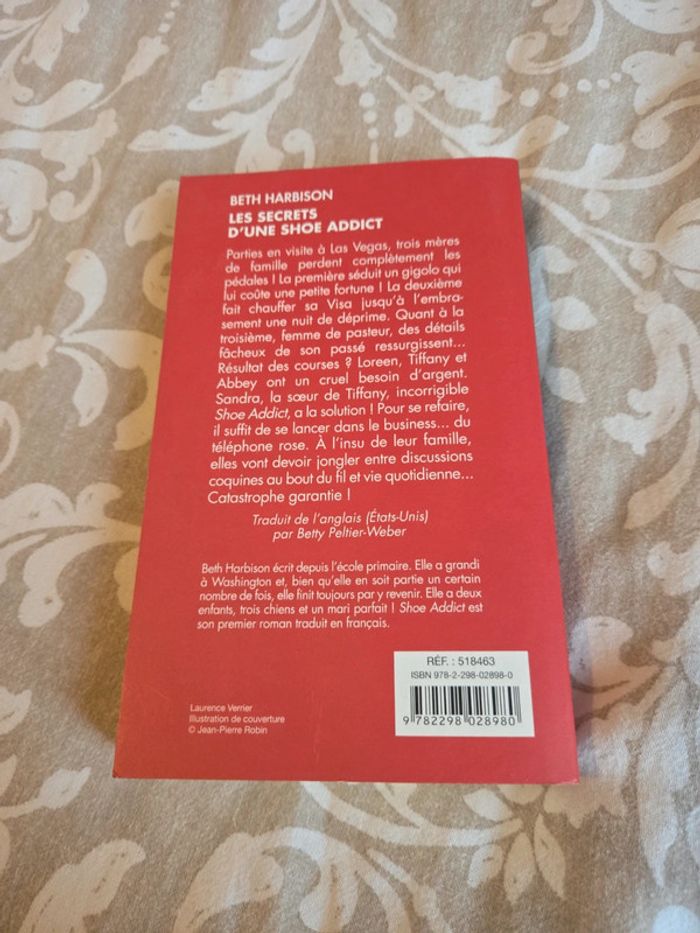 BETH HARBISON
LES SECRETS
D'UNE SHOE ADDICT
Parties en visite à Las Vegas, trois mères
de famille perdent complètement les
pédales ! La première séduit un gigolo qui
lui coûte une petite fortune ! La deuxième
fait chauffer sa Visa jusqu'à l'embra-
sement une nuit de déprime. Quant à la
troisième, femme de pasteur, des détails
fâcheux de son passé ressurgissent...
Résultat des courses ? Loreen, Tiffany et
Abbey ont un cruel besoin d'argent.
Sandra, la sœur de Tiffany, incorrigible
Shoe Addict, a la solution ! Pour se refaire,
il suffit de se lancer dans le business... du
téléphone rose. À l'insu de leur famille,
elles vont devoir jongler entre discussions
coquines au bout du fil et vie quotidienne...
Catastrophe garantie !
Traduit de l'anglais (États-Unis)
par Betty Peltier-Weber
Beth Harbison écrit depuis l'école primaire. Elle a grandi
à Washington et, bien qu'elle en soit partie un certain
nombre de fois, elle finit toujours par y revenir. Elle a deux
enfants, trois chiens et un mari parfait ! Shoe Addict est
son premier roman traduit en français.
RÉF. : 518463
ISBN 978-2-298-02898-0
9 782298 028980
Laurence Verrier
Illustration de couverture
© Jean-Pierre Robin